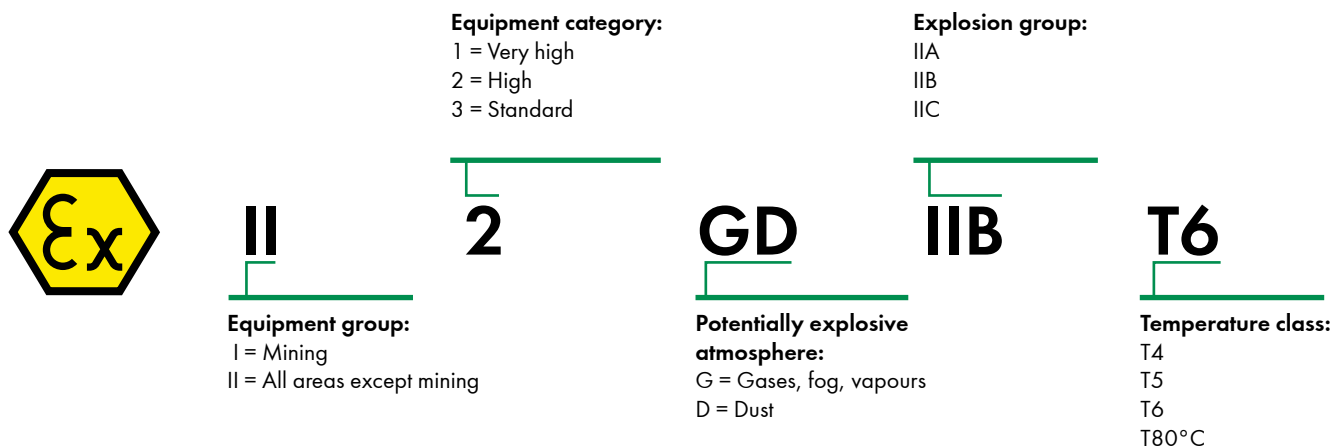 Equipment category:
1 = Very high
2 = High
3 = Standard
Explosion group:
IIA
IIB
IIC
Ex
II
2
GD
IIB
T6
Equipment group:
I = Mining
II = All areas except mining
Potentially explosive
atmosphere:
G = Gases, fog, vapours
D = Dust
Temperature class:
T4
T5
T6
T80°C